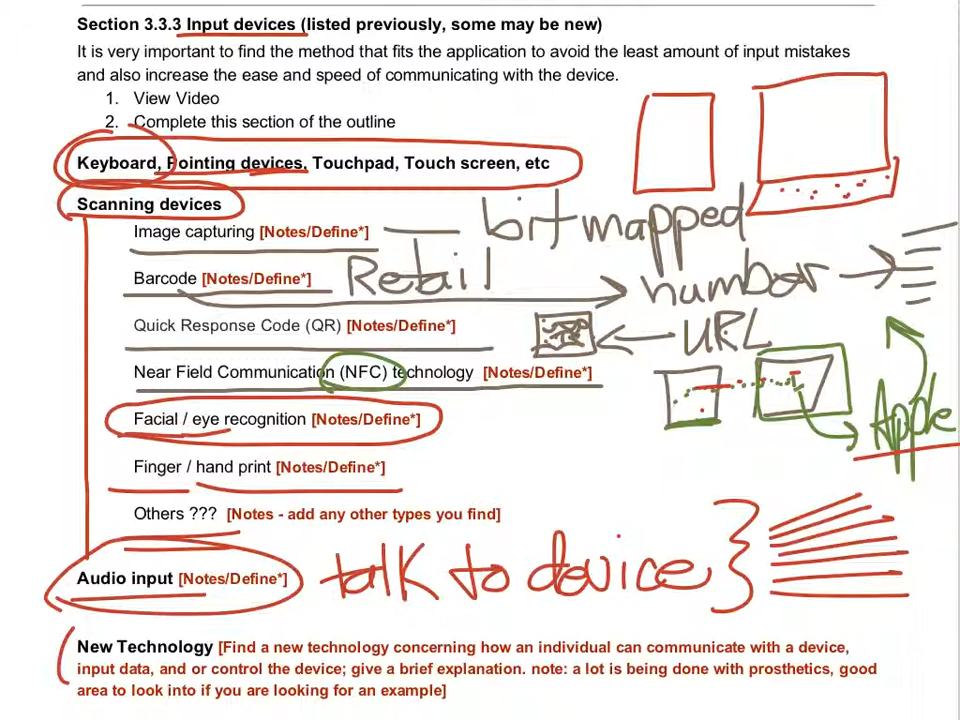 Section 3.3.3 Input devices (listed previously, some may be new)
It is very important to find the method that fits the application to avoid the least amount of input mistakes
and also increase the ease and speed of communicating with the device.
1. View Video
2. Complete this section of the outline
Keyboard, Pointing devices, Touchpad, Touch screen, etc
Scanning devices
Image capturing [Notes/Define*] bit mapped
Barcode [Notes/Define*] Retail number
Quick Response Code (QR) [Notes/Define*] URL
Near Field Communication (NFC) technology [Notes/Define*]
Facial / eye recognition [Notes/Define*] Apple
Finger / hand print [Notes/Define*]
Others ??? [Notes - add any other types you find]
Audio input [Notes/Define*] talk to device
New Technology [Find a new technology concerning how an individual can communicate with a device,
input data, and or control the device; give a brief explanation. note: a lot is being done with prosthetics, good
area to look into if you are looking for an example]